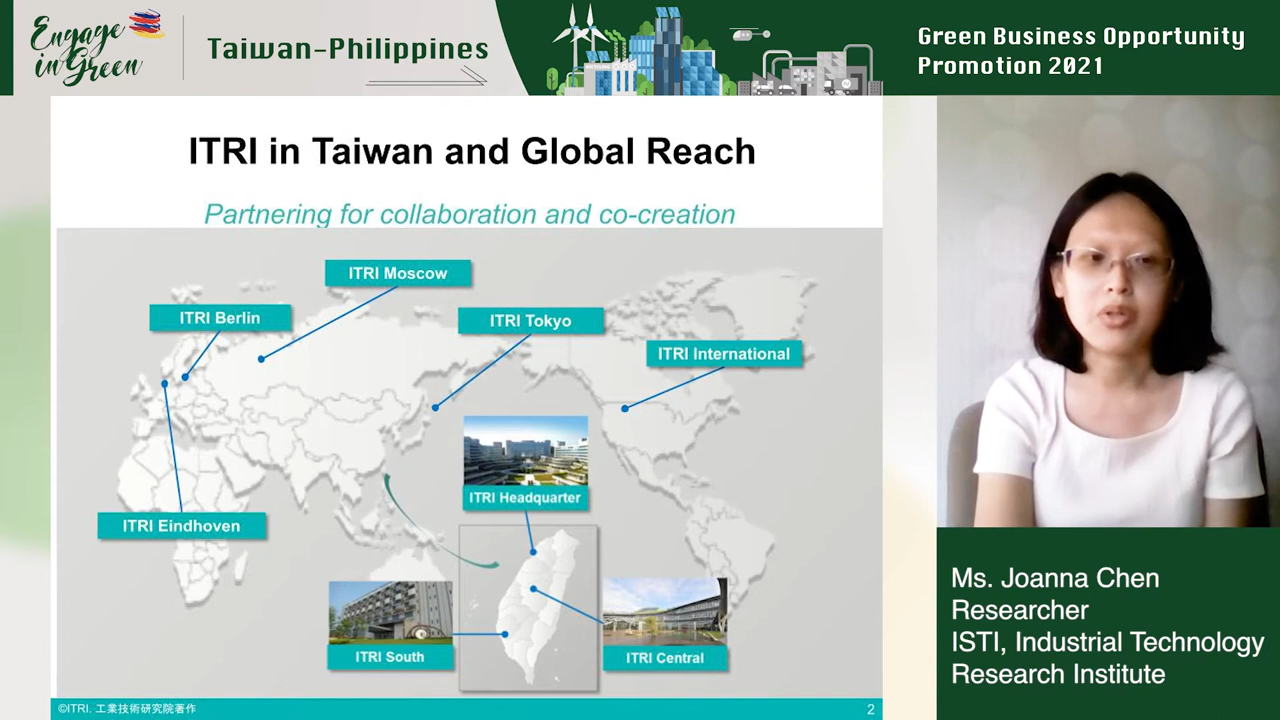 Engage
in Green
Taiwan-Philippines
Green Business Opportunity
Promotion 2021
ITRI in Taiwan and Global Reach
Partnering for collaboration and co-creation
ITRI Moscow
ITRI Berlin
ITRI Tokyo
ITRI International
ITRI Headquarter
ITRI Eindhoven
ITRI South
ITRI Central
©ITRI. 工業技術研究院著作
2
Ms. Joanna Chen
Researcher
ISTI, Industrial Technology
Research Institute